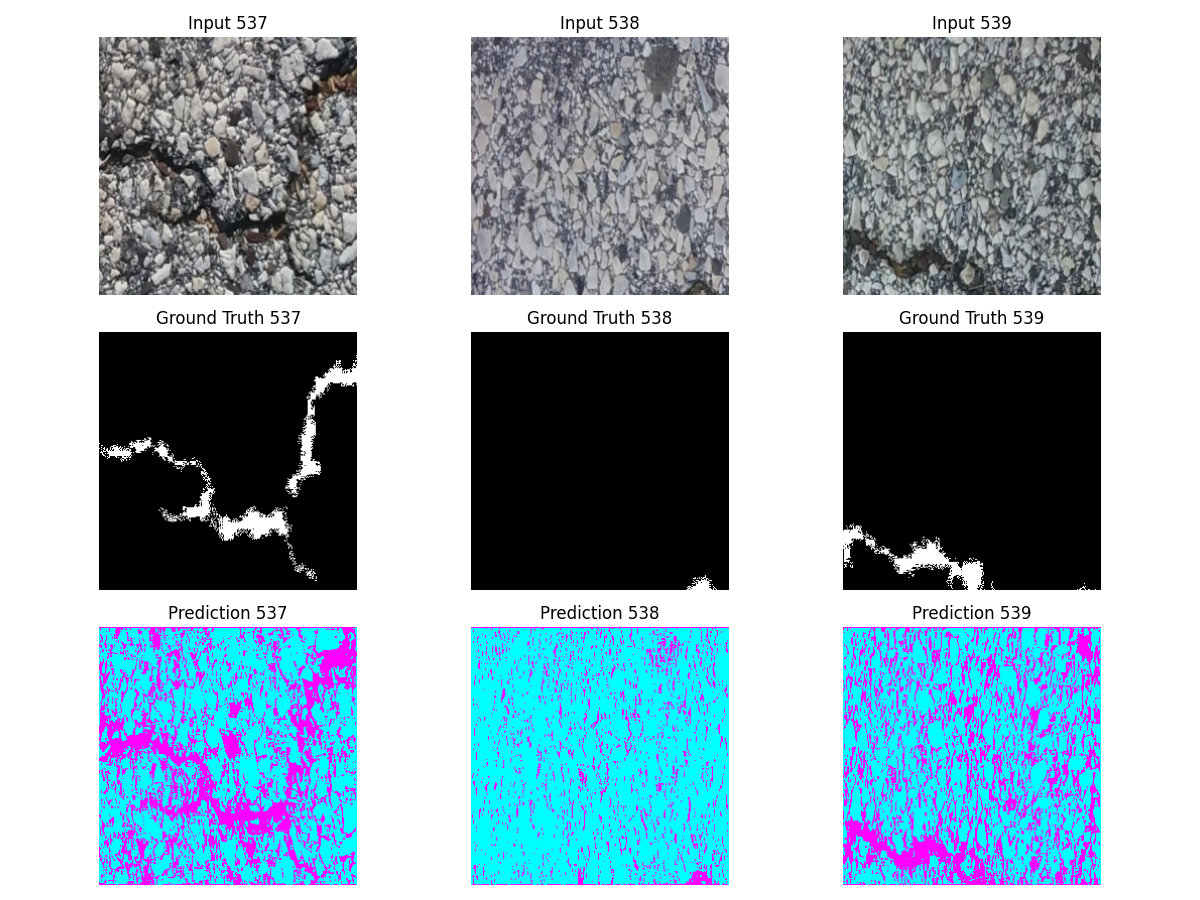 Input 537
Input 538
Input 539
Ground Truth 537
Ground Truth 538
Ground Truth 539
Prediction 537
Prediction 538
Prediction 539